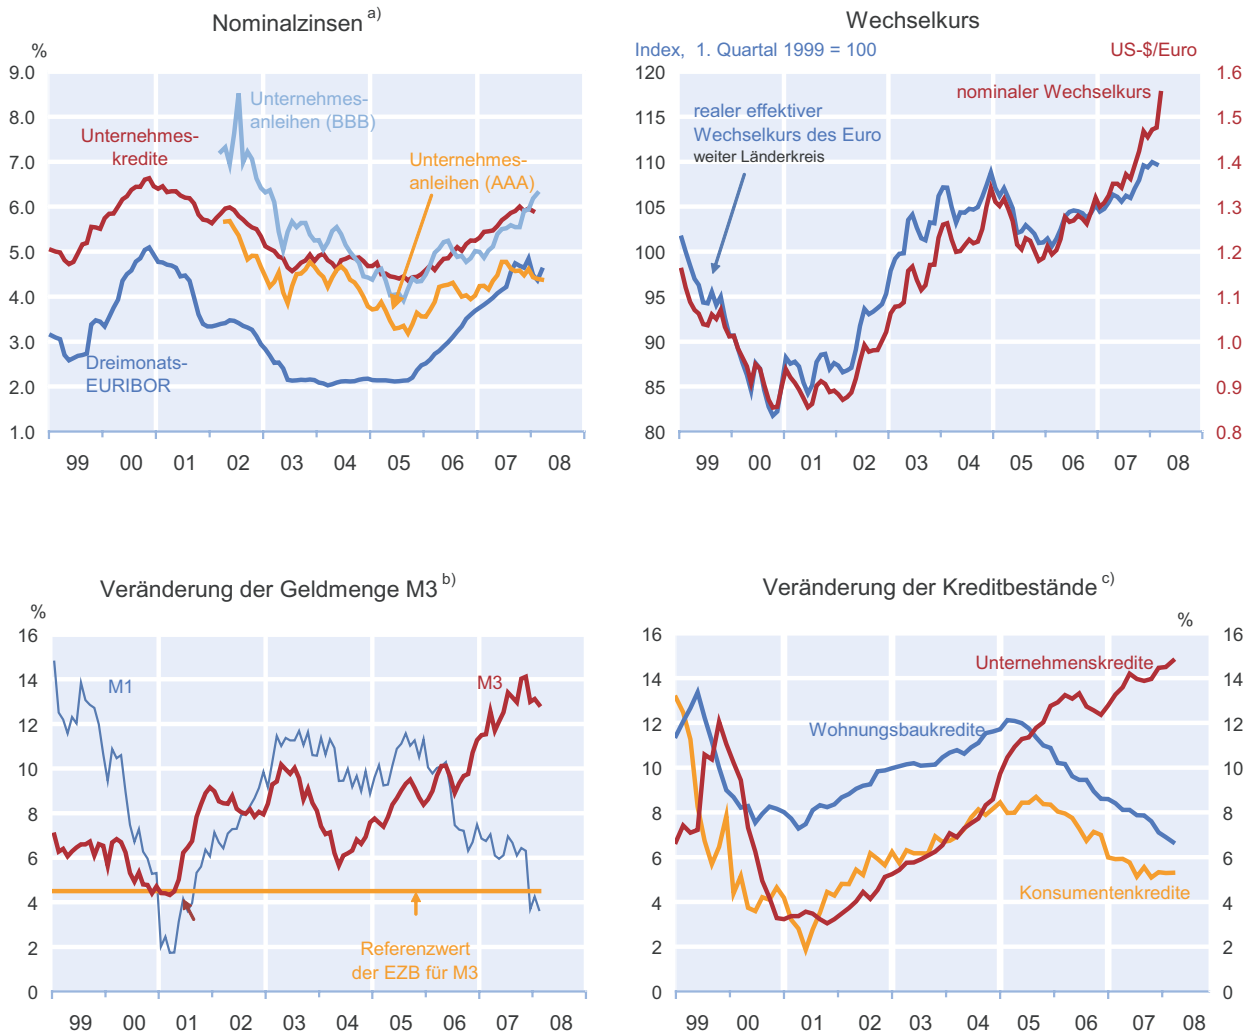 Nominalzinsen a)
%
9.0
8.0
7.0
6.0
5.0
4.0
3.0
2.0
1.0
Unternehmes-
anleihen (BBB)
Unternehmes-
kredite
Unternehmes-
anleihen (AAA)
Dreimonats-
EURIBOR
99 00 01 02 03 04 05 06 07 08
Wechselkurs
Index, 1. Quartal 1999 = 100
US-$/Euro
120
115
110
105
100
95
90
85
80
1.6
1.5
1.4
1.3
1.2
1.1
1.0
0.9
0.8
nominaler Wechselkurs
realer effektiver
Wechselkurs des Euro
weiter Länderkreis
99 00 01 02 03 04 05 06 07 08
Veränderung der Geldmenge M3 b)
%
16
14
12
10
8
6
4
2
0
M1
M3
Referenzwert
der EZB für M3
99 00 01 02 03 04 05 06 07 08
Veränderung der Kreditbestände c)
%
16
14
12
10
8
6
4
2
0
16
14
12
10
8
6
4
2
0
Unternehmenskredite
Wohnungsbaukredite
Konsumentenkredite
99 00 01 02 03 04 05 06 07 08